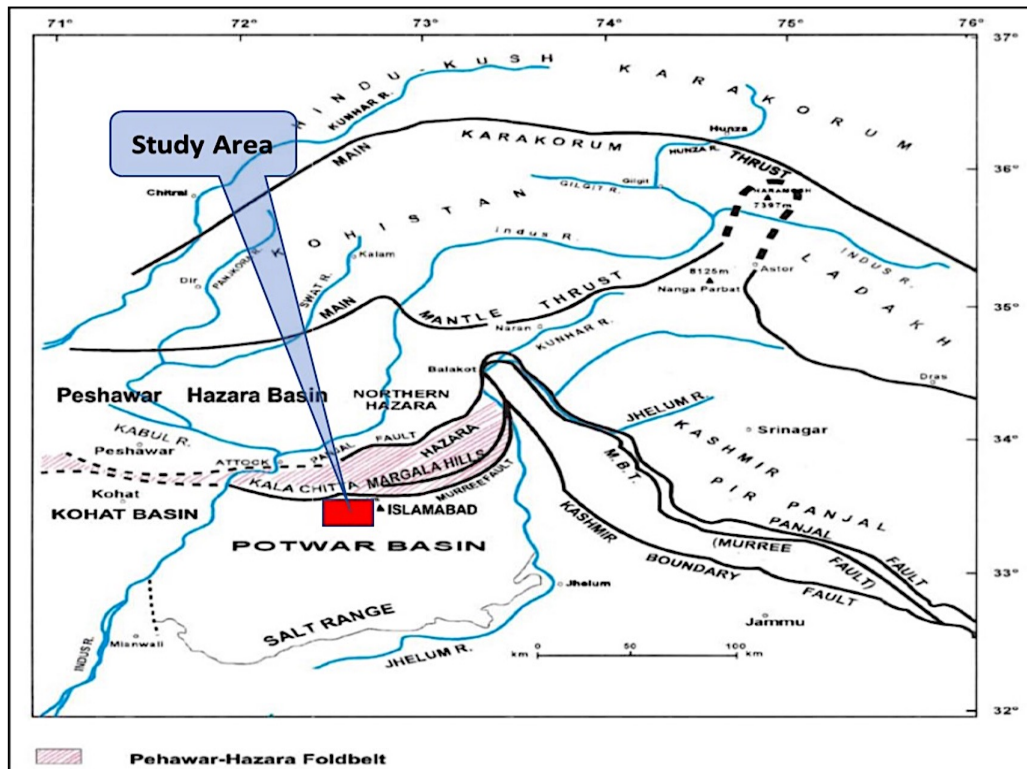 71° 72° 73° 74° 75° 76°
37°
HINDU-KUSH
KARAKORUM
KUNHAR R.
Study Area
Hunza
HUNZA R.
MAIN KARAKORUM THRUST
36°
Chitral
GILGIT R.
Gilgit
HARAMOSH
7397m
KOHISTAN
PANJKORA R.
Indus R.
INDUS R.
Dir
Kalam
SWAT R.
8125m
Nanga Parbat
Astor
LADAKH
MAIN MANTLE THRUST
35°
Naran
KUNHAR R.
Balakot
Dras
Peshawar Hazara Basin
NORTHERN
HAZARA
JHELUM R.
KABUL R.
Peshawar
ATTOCK
PANJAL FAULT
HAZARA
Srinagar
34°
KASHMIR
KALA CHITTA MARGALA HILLS
MURREE FAULT
M.B.T.
PIR PANJAL
Kohat
KOHAT BASIN
ISLAMABAD
PANJAL FAULT
(MURREE FAULT)
POTWAR BASIN
KASHMIR BOUNDARY FAULT
33°
Jhelum
SALT RANGE
Jammu
Mianwali
INDUS R.
JHELUM R.
km 0 50 100 km
32°
Pehawar-Hazara Foldbelt